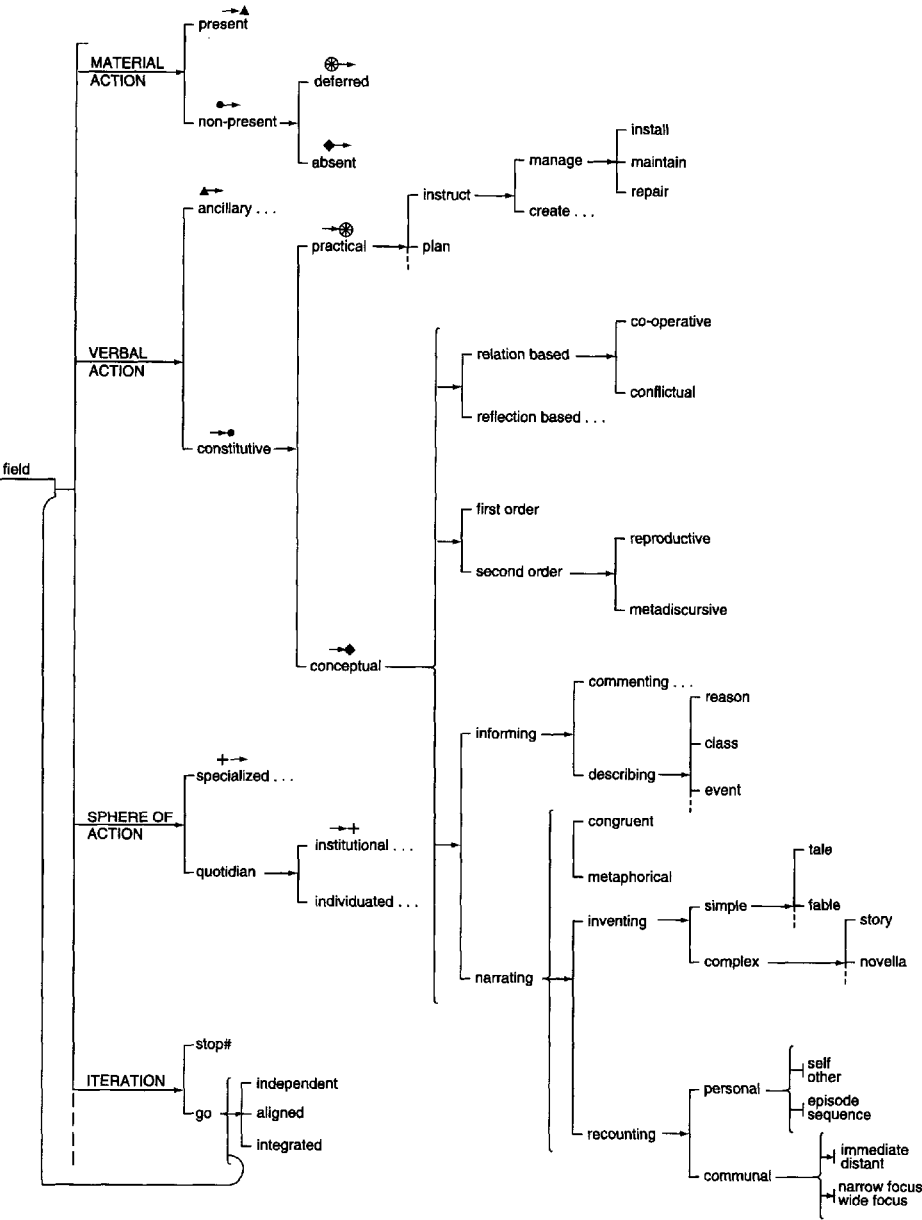 present
MATERIAL
ACTION
deferred
non-present
absent
install
manage
maintain
instruct
repair
create . . .
ancillary . . .
practical
plan
co-operative
VERBAL
ACTION
relation based
conflictual
reflection based . . .
constitutive
field
first order
reproductive
second order
metadiscursive
conceptual
commenting . . .
reason
informing
class
describing
event
specialized . . .
SPHERE OF
ACTION
congruent
institutional . . .
tale
quotidian
metaphorical
individuated . . .
simple
fable
inventing
story
complex
novella
narrating
stop#
self
other
ITERATION
independent
personal
go
aligned
episode
sequence
recounting
integrated
immediate
distant
communal
narrow focus
wide focus